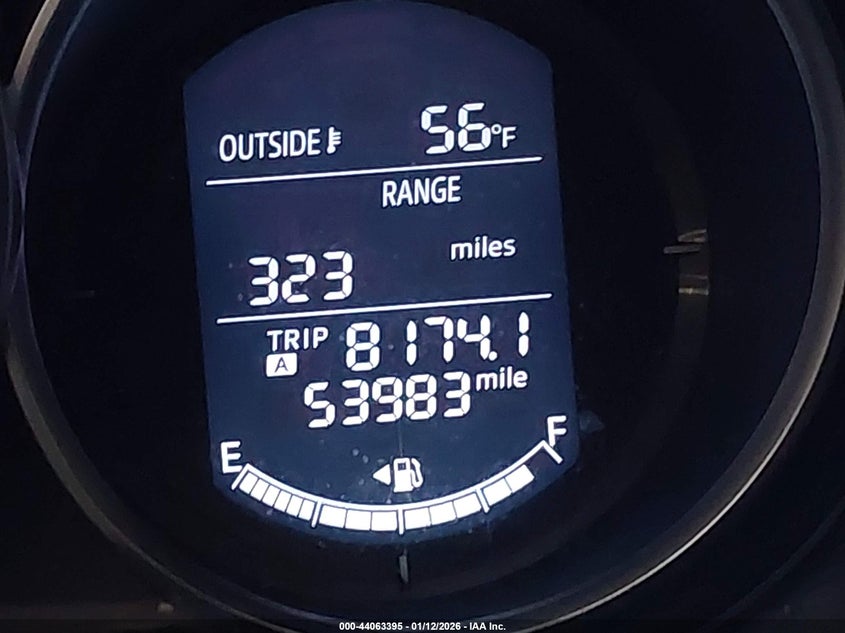 OUTSIDE 56°F
RANGE
miles
323
TRIP A 8174.1
53983 mile
E F
000-44063395 - 01/12/2026 - IAA Inc.